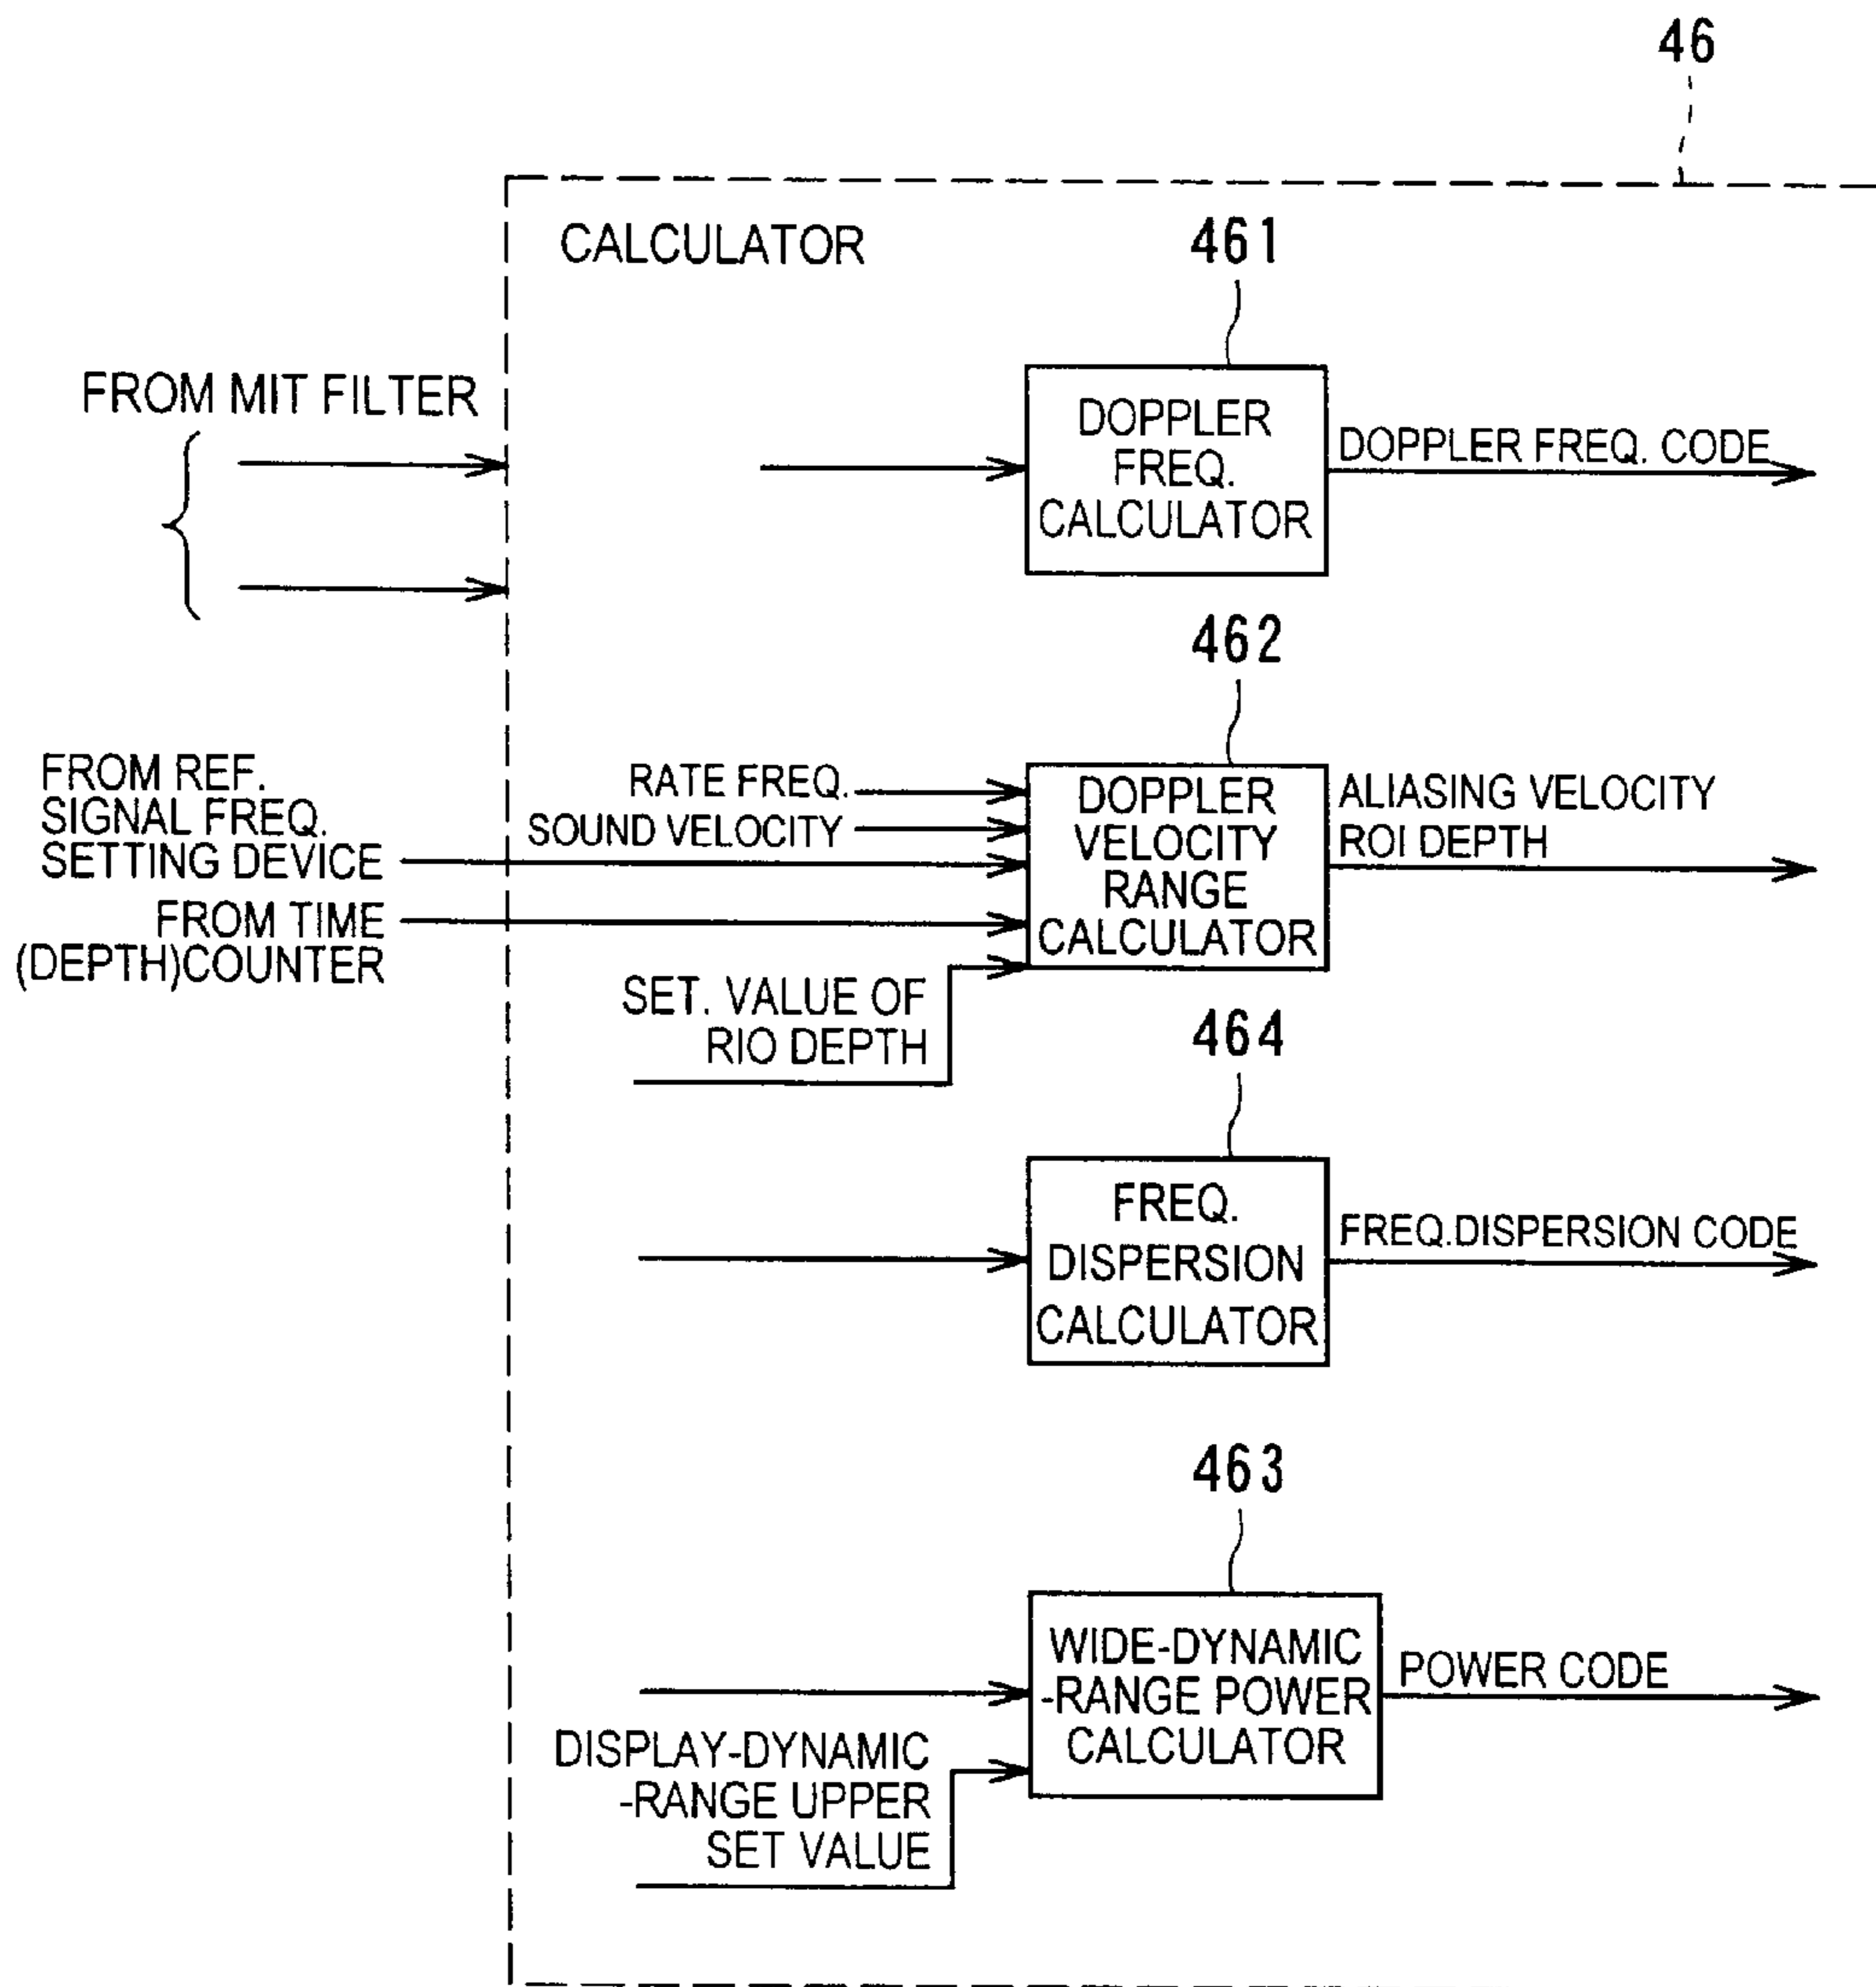 46
CALCULATOR
461
FROM MIT FILTER
DOPPLER
FREQ.
CALCULATOR
DOPPLER FREQ. CODE
462
FROM REF.
SIGNAL FREQ.
SETTING DEVICE
RATE FREQ.
SOUND VELOCITY
DOPPLER
VELOCITY
RANGE
CALCULATOR
ALIASING VELOCITY
ROI DEPTH
FROM TIME
(DEPTH)COUNTER
SET. VALUE OF
RIO DEPTH
464
FREQ.
DISPERSION
CALCULATOR
FREQ.DISPERSION CODE
463
WIDE-DYNAMIC
-RANGE POWER
CALCULATOR
POWER CODE
DISPLAY-DYNAMIC
-RANGE UPPER
SET VALUE